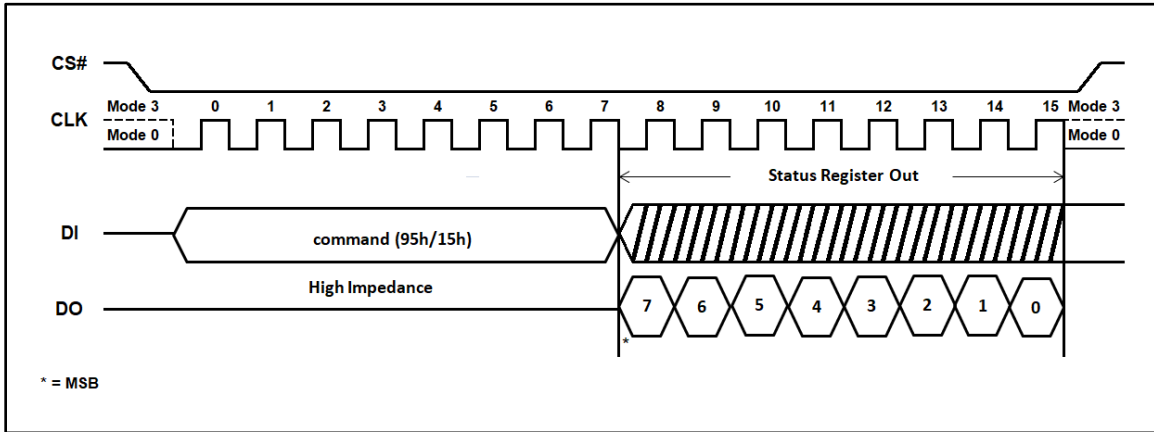 CS#
Mode 3 0 1 2 3 4 5 6 7 8 9 10 11 12 13 14 15 Mode 3
CLK
Mode 0 Mode 0
Status Register Out
DI command (95h/15h)
High Impedance
DO 7 6 5 4 3 2 1 0
*
* = MSB